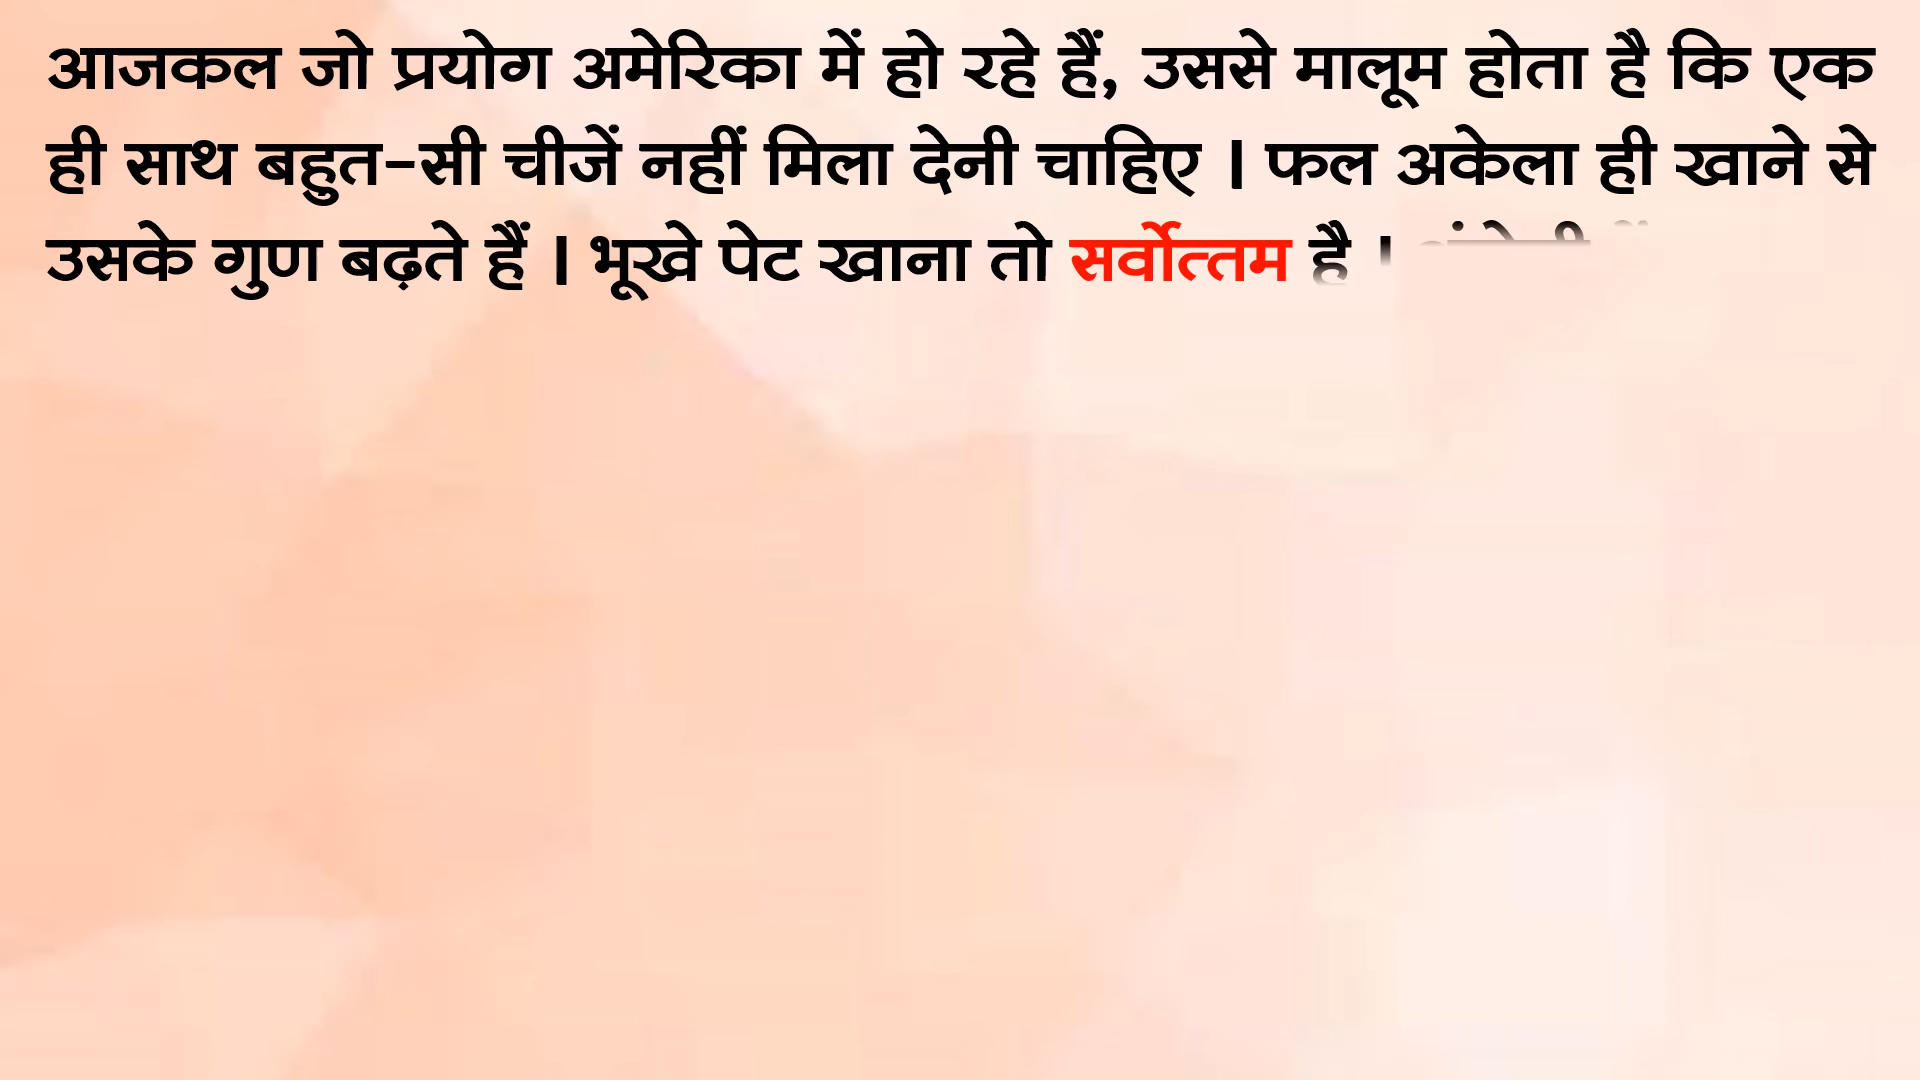 आजकल जो प्रयोग अमेरिका में हो रहे हैं, उससे मालूम होता है कि एक
ही साथ बहुत-सी चीजें नहीं मिला देनी चाहिए । फल अकेला ही खाने से
उसके गुण बढ़ते हैं । भूखे पेट खाना तो सर्वोत्तम है ।